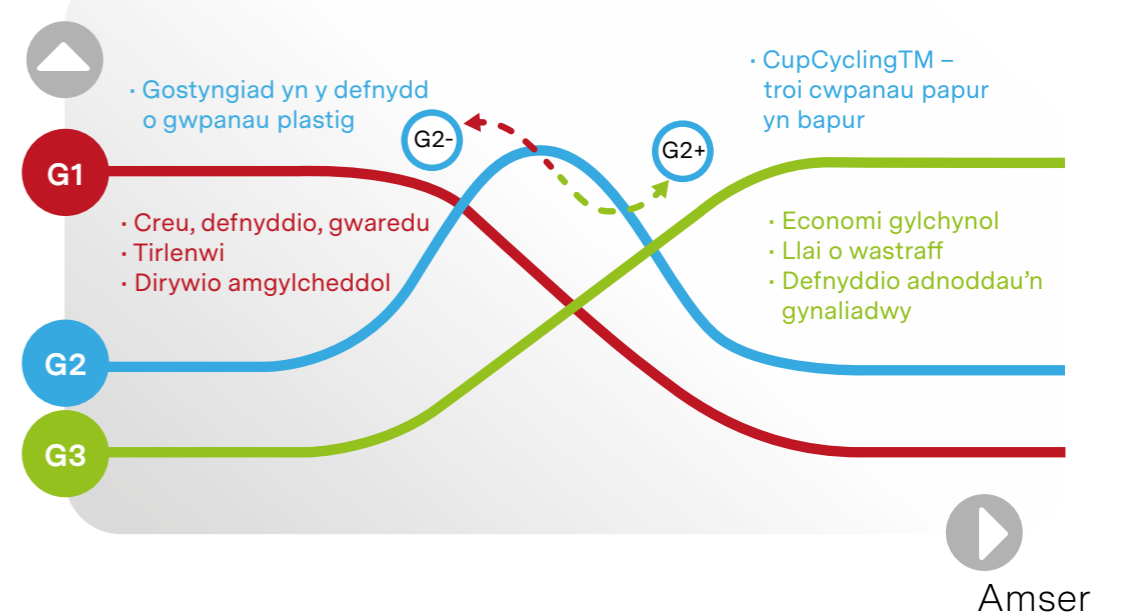 · Gostyngiad yn y defnydd
o gwpanau plastig
· CupCyclingTM –
troi cwpanau papur
yn bapur
G2-
G2+
G1
· Creu, defnyddio, gwaredu
· Tirlenwi
· Dirywio amgylcheddol
· Economi gylchynol
· Llai o wastraff
· Defnyddio adnoddau’n
gynaliadwy
G2
G3
Amser